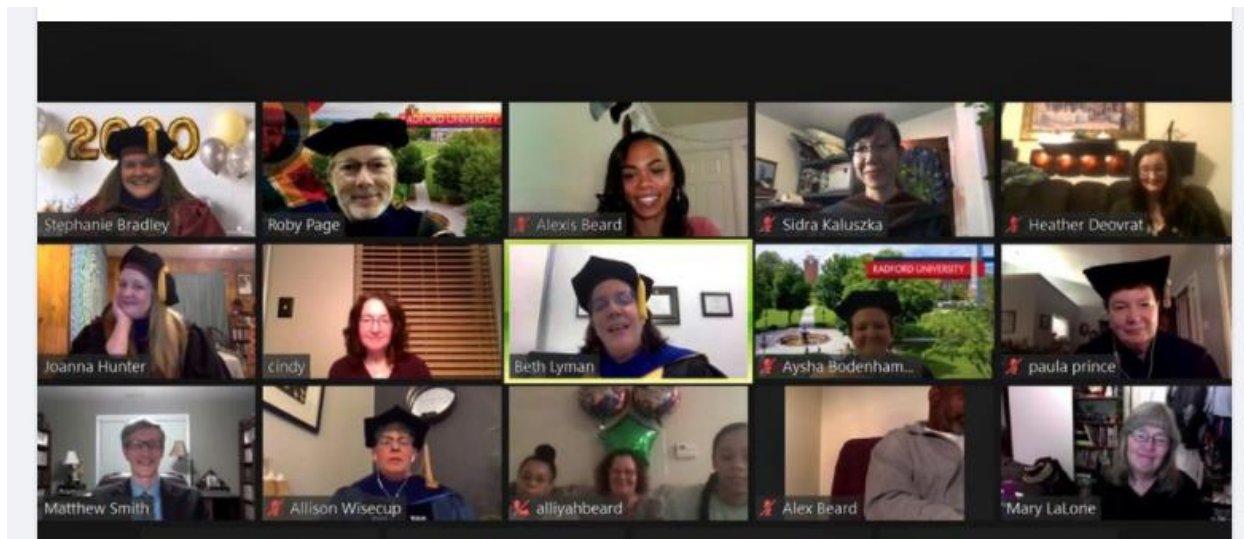 2020
RADFORD UNIVERSITY
Stephanie Bradley
Roby Page
Alexis Beard
Sidra Kaluszka
Heather Deovrat
RADFORD UNIVERSITY
Joanna Hunter
cindy
Beth Lyman
Aysha Bodenham...
paula prince
Matthew Smith
Allison Wisecup
alliyahbeard
Alex Beard
Mary LaLone